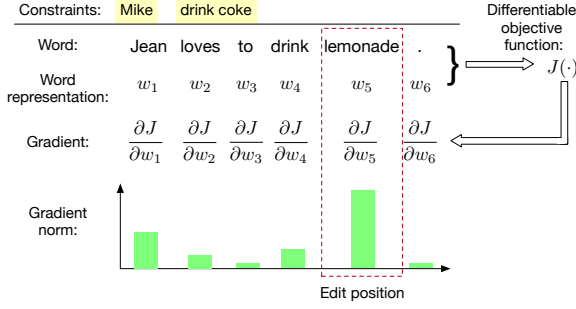 Constraints: Mike drink coke
Differentiable
objective
function:
Word: Jean loves to drink lemonade .
J(·)
Word
representation: w₁ w₂ w₃ w₄ w₅ w₆
Gradient: ∂J/∂w₁ ∂J/∂w₂ ∂J/∂w₃ ∂J/∂w₄ ∂J/∂w₅ ∂J/∂w₆
Gradient
norm:
Edit position